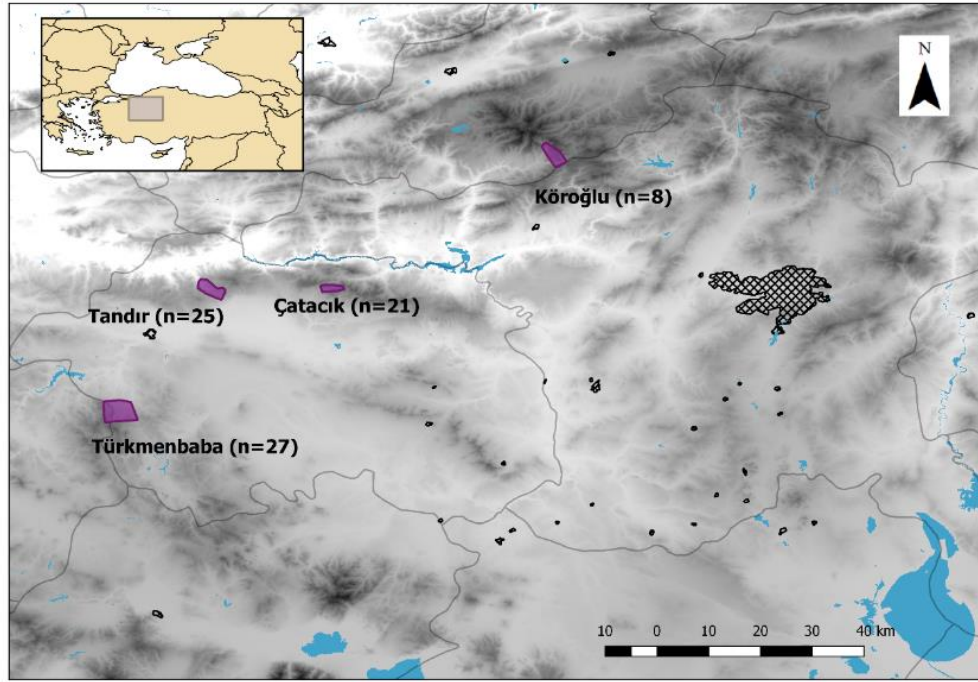 N
Köroğlu (n=8)
Tandır (n=25)
Çatacık (n=21)
Türkmenbaba (n=27)
10 0 10 20 30 40 km